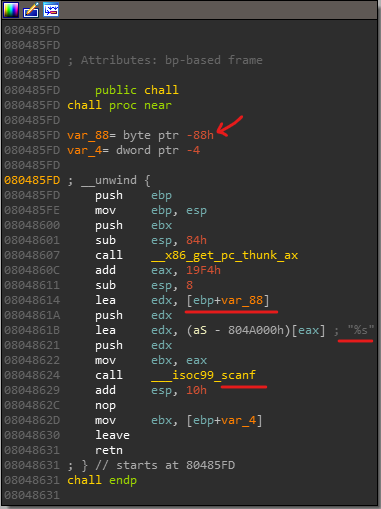 080485FD
080485FD
080485FD ; Attributes: bp-based frame
080485FD
080485FD public chall
080485FD chall proc near
080485FD
080485FD var_88= byte ptr -88h
080485FD var_4= dword ptr -4
080485FD
080485FD ; __unwind {
080485FD push ebp
080485FE mov ebp, esp
08048600 push ebx
08048601 sub esp, 84h
08048607 call __x86_get_pc_thunk_ax
0804860C add eax, 19F4h
08048611 sub esp, 8
08048614 lea edx, [ebp+var_88]
0804861A push edx
0804861B lea edx, (aS - 804A000h)[eax] ; "%s"
08048621 push edx
08048622 mov ebx, eax
08048624 call ___isoc99_scanf
08048629 add esp, 10h
0804862C nop
0804862D mov ebx, [ebp+var_4]
08048630 leave
08048631 retn
08048631 ; } // starts at 80485FD
08048631 chall endp
08048631